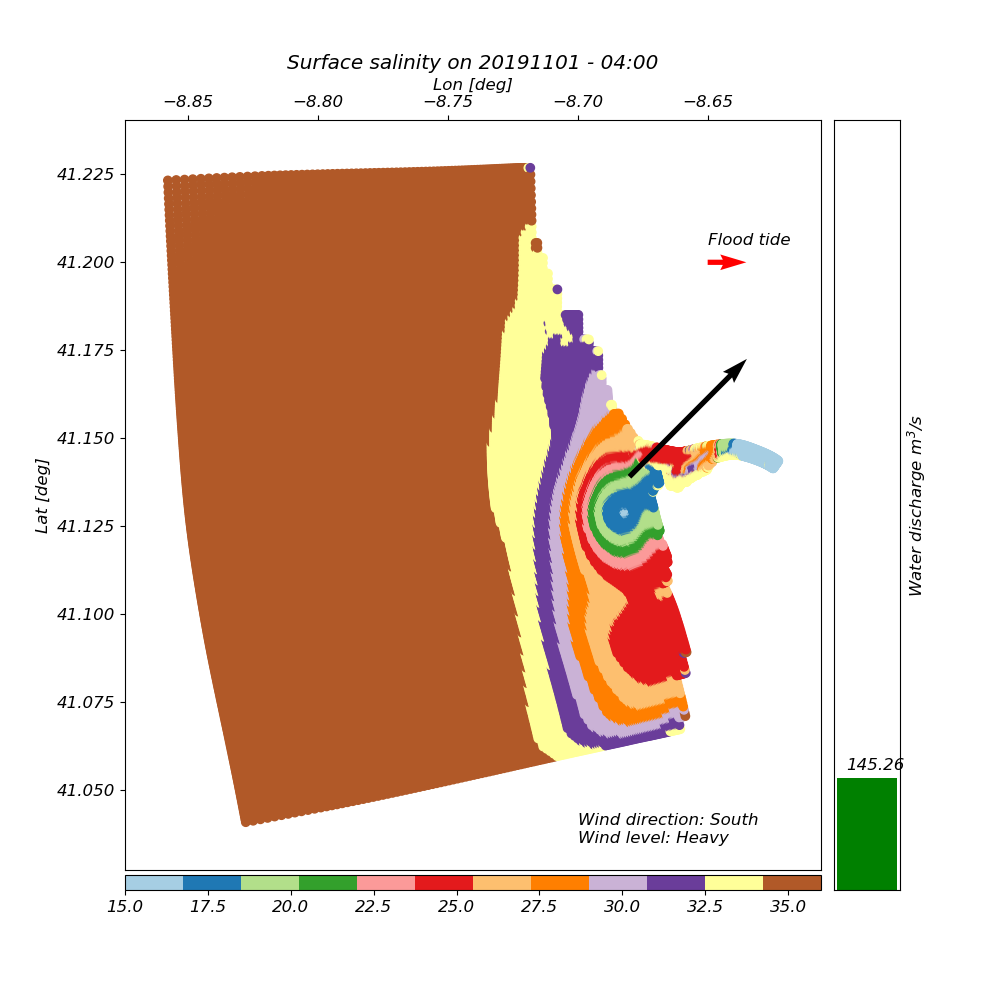 Surface salinity on 20191101 - 04:00
Lon [deg]
−8.85 −8.80 −8.75 −8.70 −8.65
41.225
Flood tide
41.200
41.175
41.150
Lat [deg]
41.125
41.100
41.075
41.050
Water discharge m³/s
145.26
Wind direction: South
Wind level: Heavy
15.0 17.5 20.0 22.5 25.0 27.5 30.0 32.5 35.0